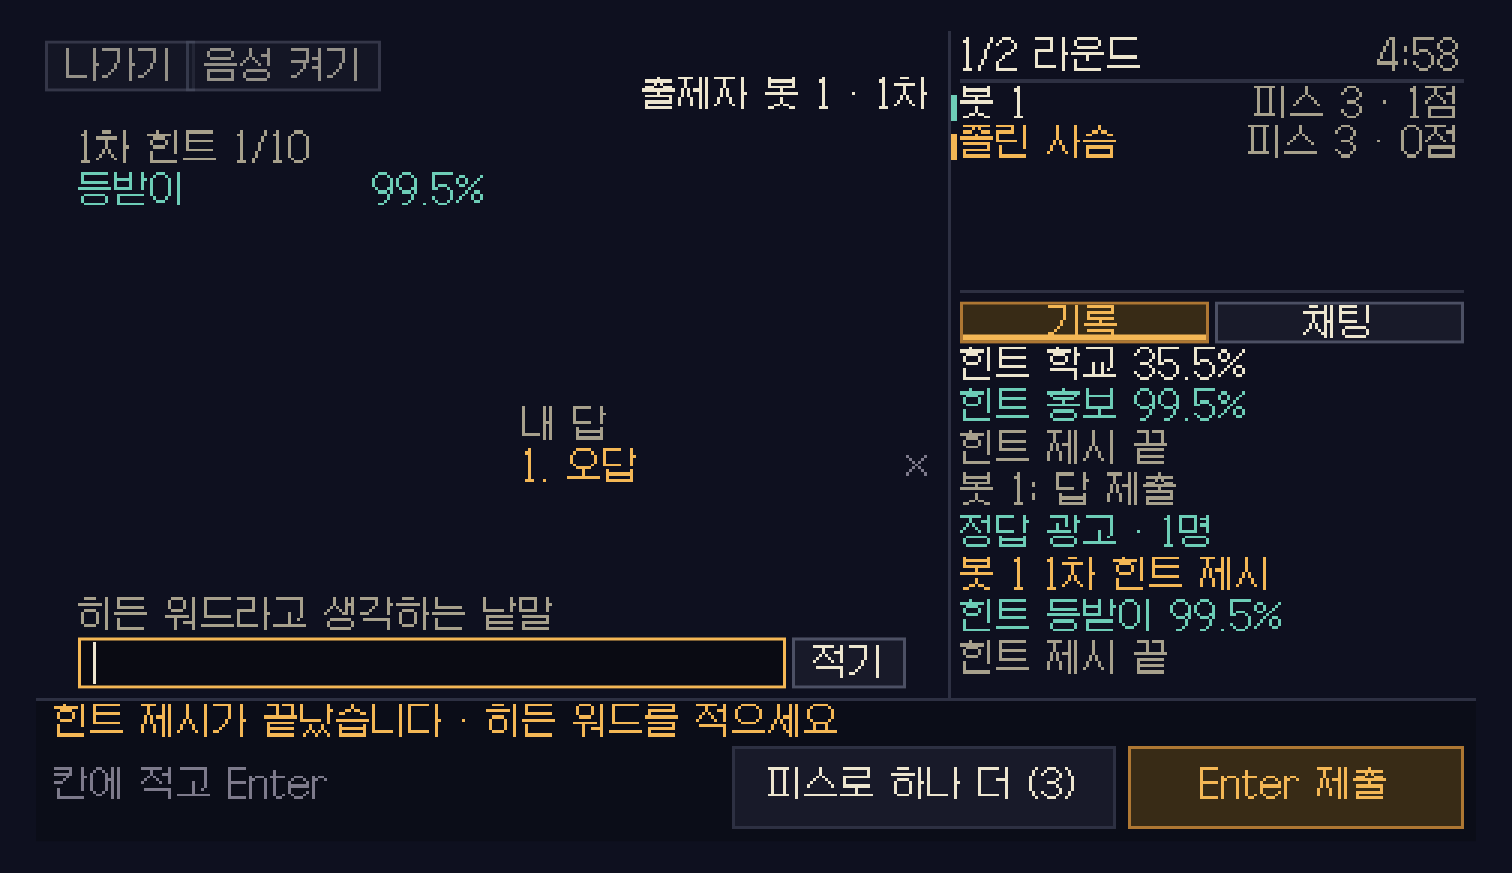 나가기 음성 켜기
출제자 봇 1 · 1차
1차 힌트 1/10
등받이 99.5%
내 답
1. 오답 ×
히든 워드라고 생각하는 낱말
적기
1/2 라운드 4:58
봇 1 피스 3 · 1점
졸린 사슴 피스 3 · 0점
기록 채팅
힌트 학교 35.5%
힌트 홍보 99.5%
힌트 제시 끝
봇 1: 답 제출
정답 광고 · 1명
봇 1 1차 힌트 제시
힌트 등받이 99.5%
힌트 제시 끝
힌트 제시가 끝났습니다 · 히든 워드를 적으세요
칸에 적고 Enter
피스로 하나 더 (3)
Enter 제출